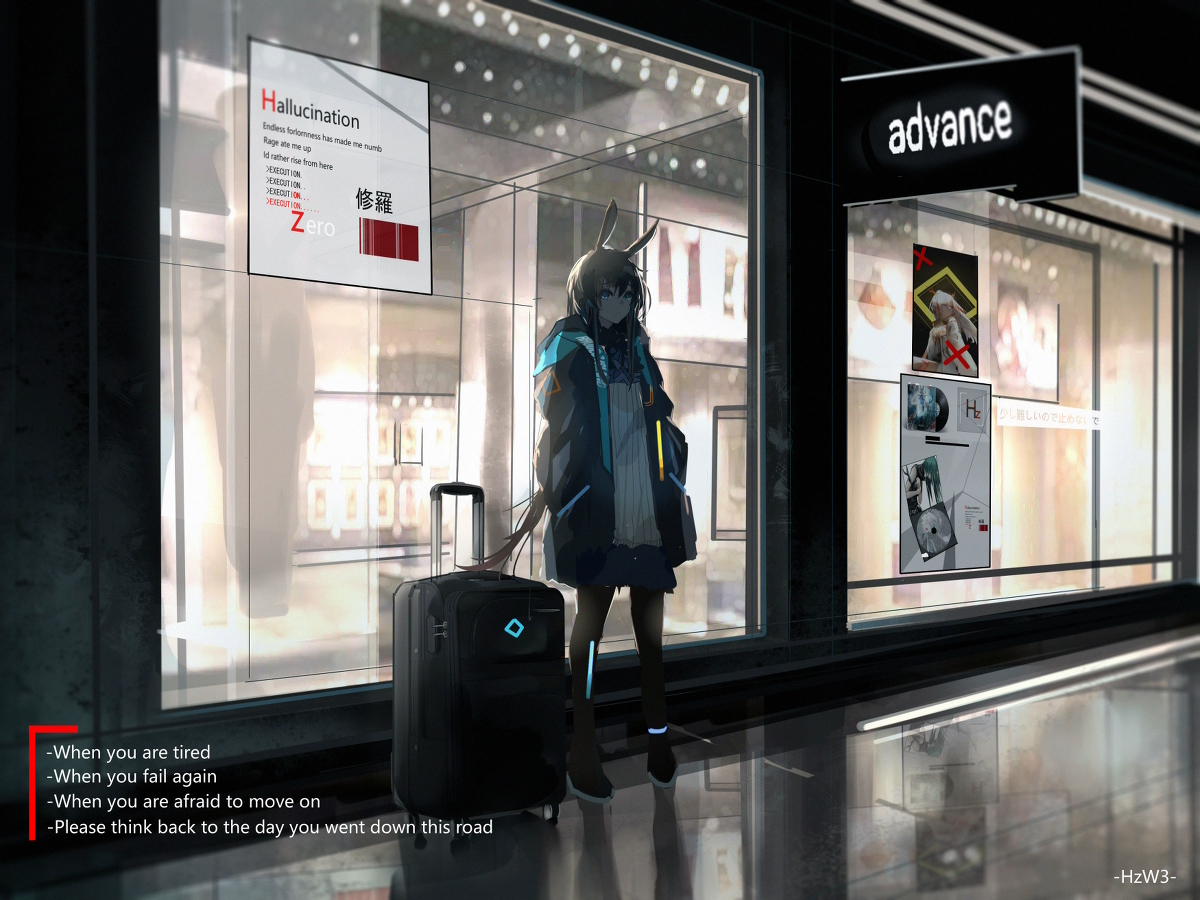 Hallucination
Endless forlornness has made me numb
Rage ate me up
Id rather rise from here
>EXECUTION.
>EXECUTION..
>EXECUTION...
>EXECUTION......
Zero
修羅
advance
Hz
少し難しいので止めないで
-When you are tired
-When you fail again
-When you are afraid to move on
-Please think back to the day you went down this road
-HzW3-